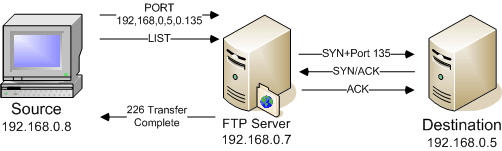 PORT
192,168,0,5,0.135
LIST
SYN+Port 135
SYN/ACK
ACK
226 Transfer
Complete
Source
192.168.0.8
FTP Server
192.168.0.7
Destination
192.168.0.5